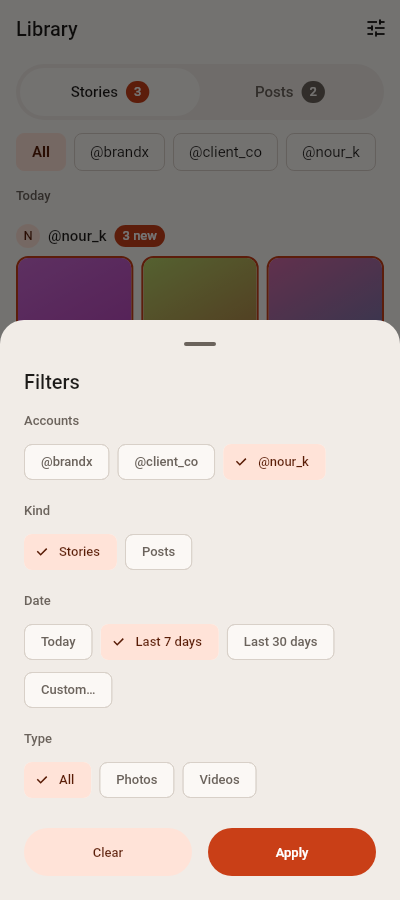 Library
Stories 3 Posts 2
All @brandx @client_co @nour_k
Today
N @nour_k 3 new
Filters
Accounts
@brandx @client_co @nour_k
Kind
Stories Posts
Date
Today Last 7 days Last 30 days
Custom...
Type
All Photos Videos
Clear Apply